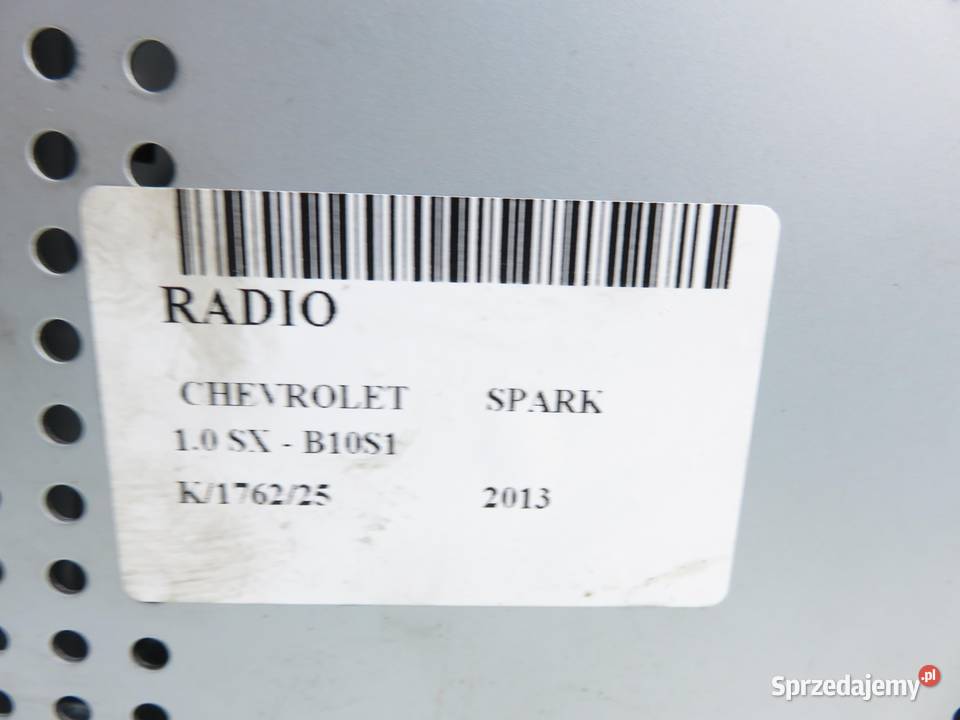 RADIO
CHEVROLET SPARK
1.0 SX - B10S1
K/1762/25 2013
Sprzedajemy.pl